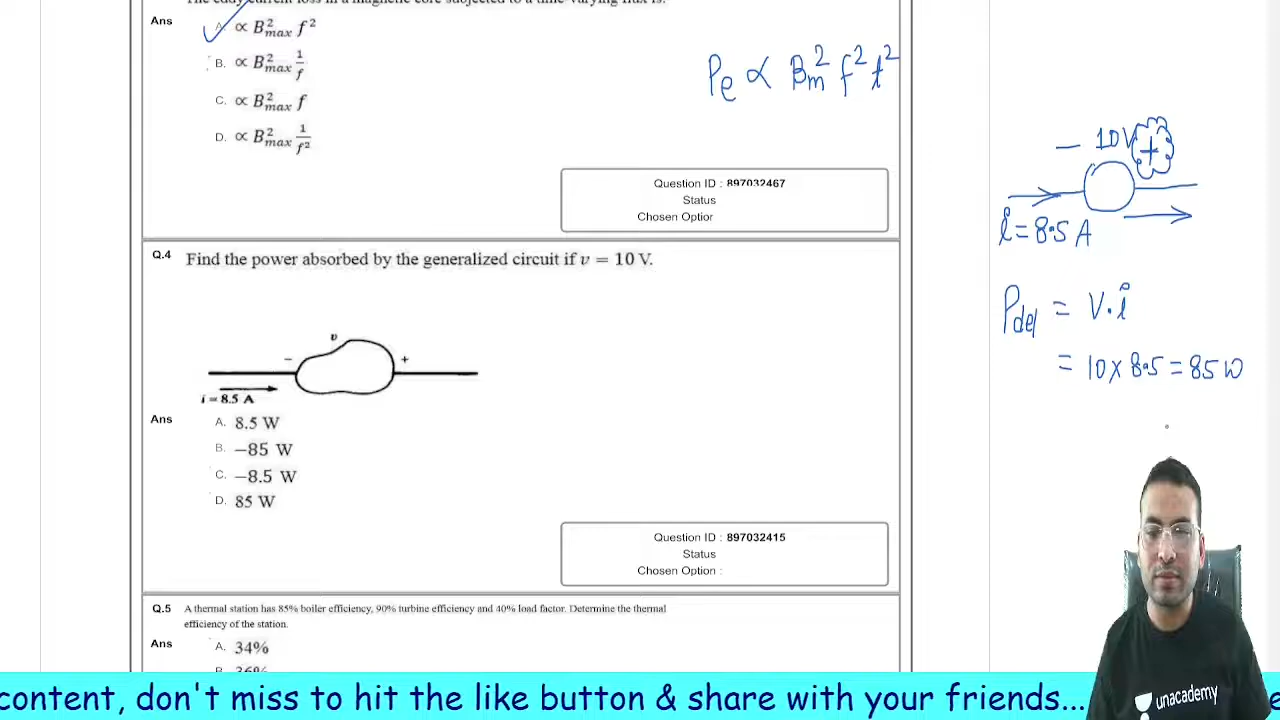 Ans
A. ∝ B²max f²
B. ∝ B²max 1/f
C. ∝ B²max f
D. ∝ B²max 1/f²
Pe ∝ Bm² f² t²
Question ID : 897032467
Status
Chosen Option
− 10V +
i = 8.5 A
Pdel = V.i
= 10 × 8.5 = 85 W
Q.4 Find the power absorbed by the generalized circuit if v = 10 V.
v
− +
i = 8.5 A
Ans
A. 8.5 W
B. −85 W
C. −8.5 W
D. 85 W
Question ID : 897032415
Status
Chosen Option :
Q.5 A thermal station has 85% boiler efficiency, 90% turbine efficiency and 40% load factor. Determine the thermal
efficiency of the station.
Ans
A. 34%
content, don't miss to hit the like button & share with your friends...
unacademy